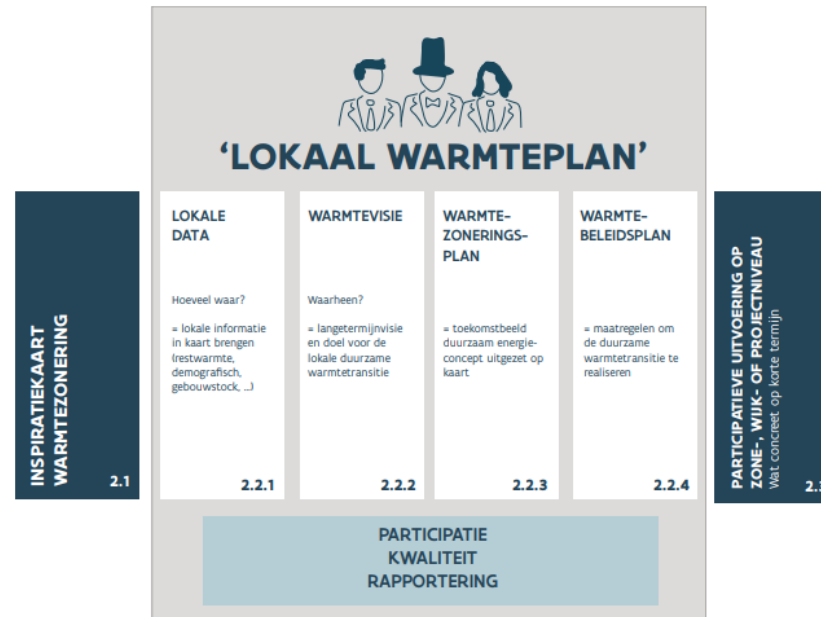 ‘LOKAAL WARMTEPLAN’
INSPIRATIEKAART
WARMTEZONERING
2.1
LOKALE
DATA
Hoeveel waar?
= lokale informatie
in kaart brengen
(restwarmte,
demografisch,
gebouwstock, ...)
2.2.1
WARMTEVISIE
Waarheen?
= langetermijnvisie
en doel voor de
lokale duurzame
warmtetransitie
2.2.2
WARMTE-
ZONERINGS-
PLAN
= toekomstbeeld
duurzaam energie-
concept uitgezet op
kaart
2.2.3
WARMTE-
BELEIDSPLAN
= maatregelen om
de duurzame
warmtetransitie te
realiseren
2.2.4
PARTICIPATIEVE UITVOERING OP
ZONE-, WIJK- OF PROJECTNIVEAU
Wat concreet op korte termijn
PARTICIPATIE
KWALITEIT
RAPPORTERING